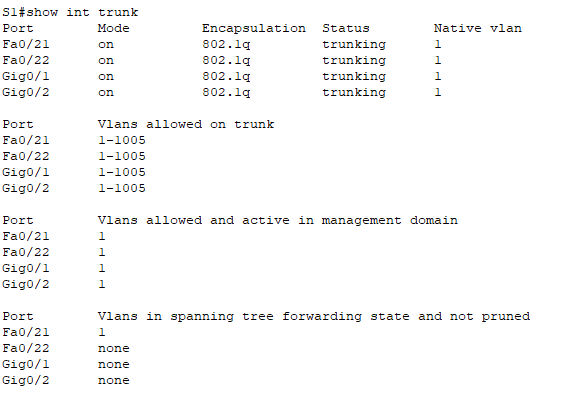 S1#show int trunk
Port        Mode         Encapsulation  Status        Native vlan
Fa0/21      on           802.1q         trunking      1
Fa0/22      on           802.1q         trunking      1
Gig0/1      on           802.1q         trunking      1
Gig0/2      on           802.1q         trunking      1

Port        Vlans allowed on trunk
Fa0/21      1-1005
Fa0/22      1-1005
Gig0/1      1-1005
Gig0/2      1-1005

Port        Vlans allowed and active in management domain
Fa0/21      1
Fa0/22      1
Gig0/1      1
Gig0/2      1

Port        Vlans in spanning tree forwarding state and not pruned
Fa0/21      1
Fa0/22      none
Gig0/1      none
Gig0/2      none